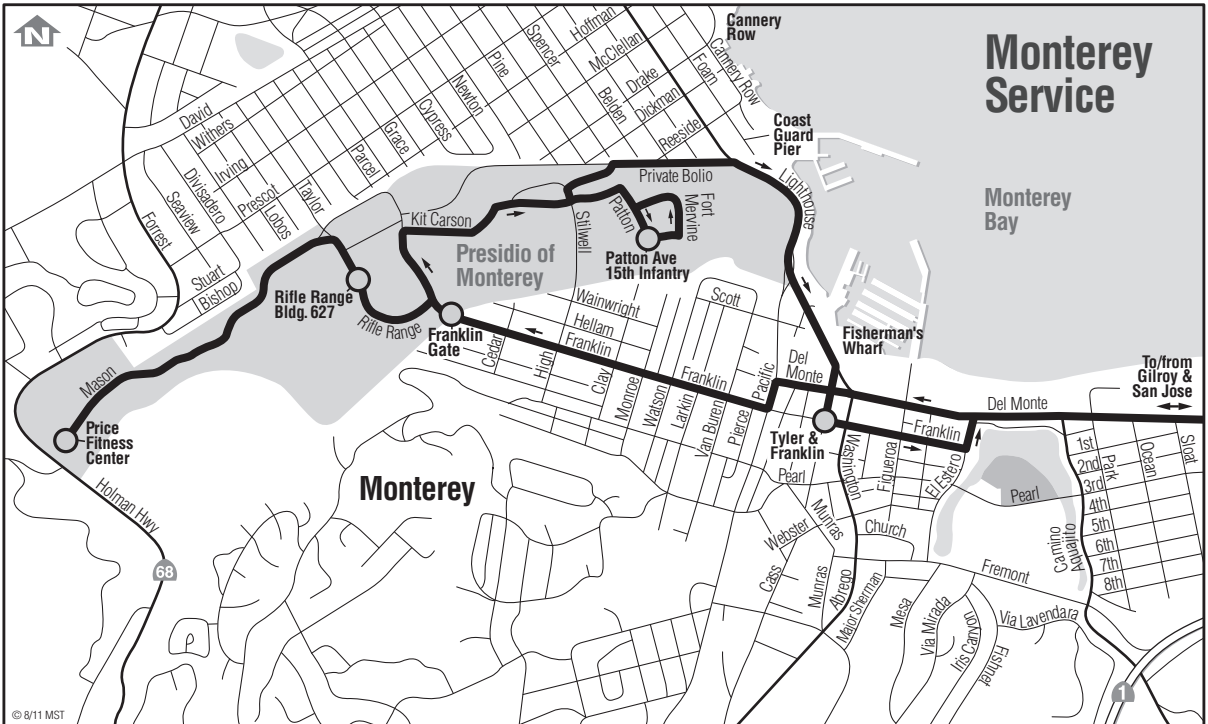 N
Monterey
Service
Cannery
Row
Hoffman
Spencer
McClellan
Pine
Drake
Foam
Cannery Row
Newton
Belden
Dickman
Cypress
Reeside
Coast
Guard
Pier
David
Withers
Grace
Irving
Parcel
Divisadero
Prescot
Taylor
Seaview
Lobos
Forrest
Private Bolio
Lighthouse
Monterey
Bay
Kit Carson
Patton
Fort
Mervine
Stilwell
Presidio of
Monterey
Patton Ave
15th Infantry
Stuart
Bishop
Rifle Range
Bldg. 627
Rifle Range
Franklin
Gate
Wainwright
Scott
Hellam
Franklin
Fisherman's
Wharf
Cedar
High
Clay
Monroe
Watson
Larkin
Van Buren
Pierce
Franklin
Pacific
Del
Monte
To/from
Gilroy &
San Jose
Del Monte
Mason
Price
Fitness
Center
Tyler &
Franklin
Washington
Figueroa
Franklin
El Estero
1st
2nd
3rd
4th
5th
6th
7th
8th
Park
Ocean
Sloat
Pearl
Pearl
Monterey
Holman Hwy
68
Webster
Munras
Church
Camino
Aguajito
Cass
Munras
Abrego
Major Sherman
Mesa
Fremont
Via Mirada
Iris Canyon
Fishnet
Via Lavendara
1
© 8/11 MST